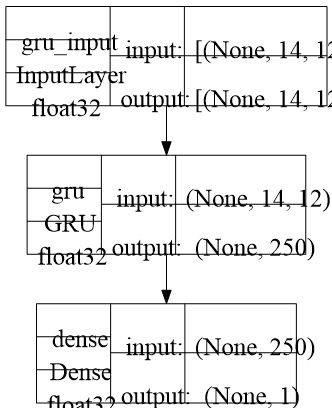 gru_input input: [(None, 14, 12
InputLayer
float32 output: [(None, 14, 12
gru input: (None, 14, 12)
GRU
float32 output: (None, 250)
dense input: (None, 250)
Dense
float32 output: (None, 1)